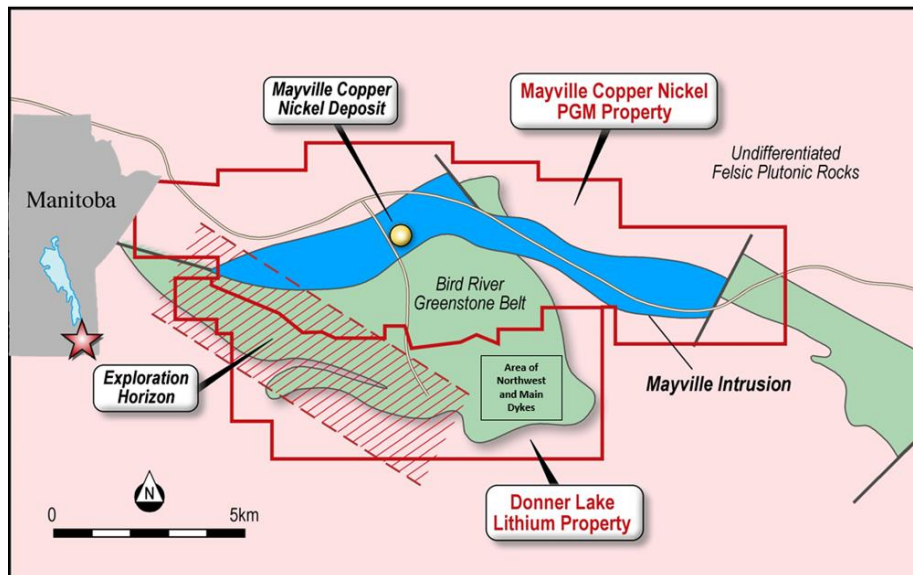 Mayville Copper
Nickel Deposit
Mayville Copper Nickel
PGM Property
Undifferentiated
Felsic Plutonic Rocks
Manitoba
Bird River
Greenstone Belt
Exploration
Horizon
Area of
Northwest
and Main
Dykes
Mayville Intrusion
N
0
5km
Donner Lake
Lithium Property